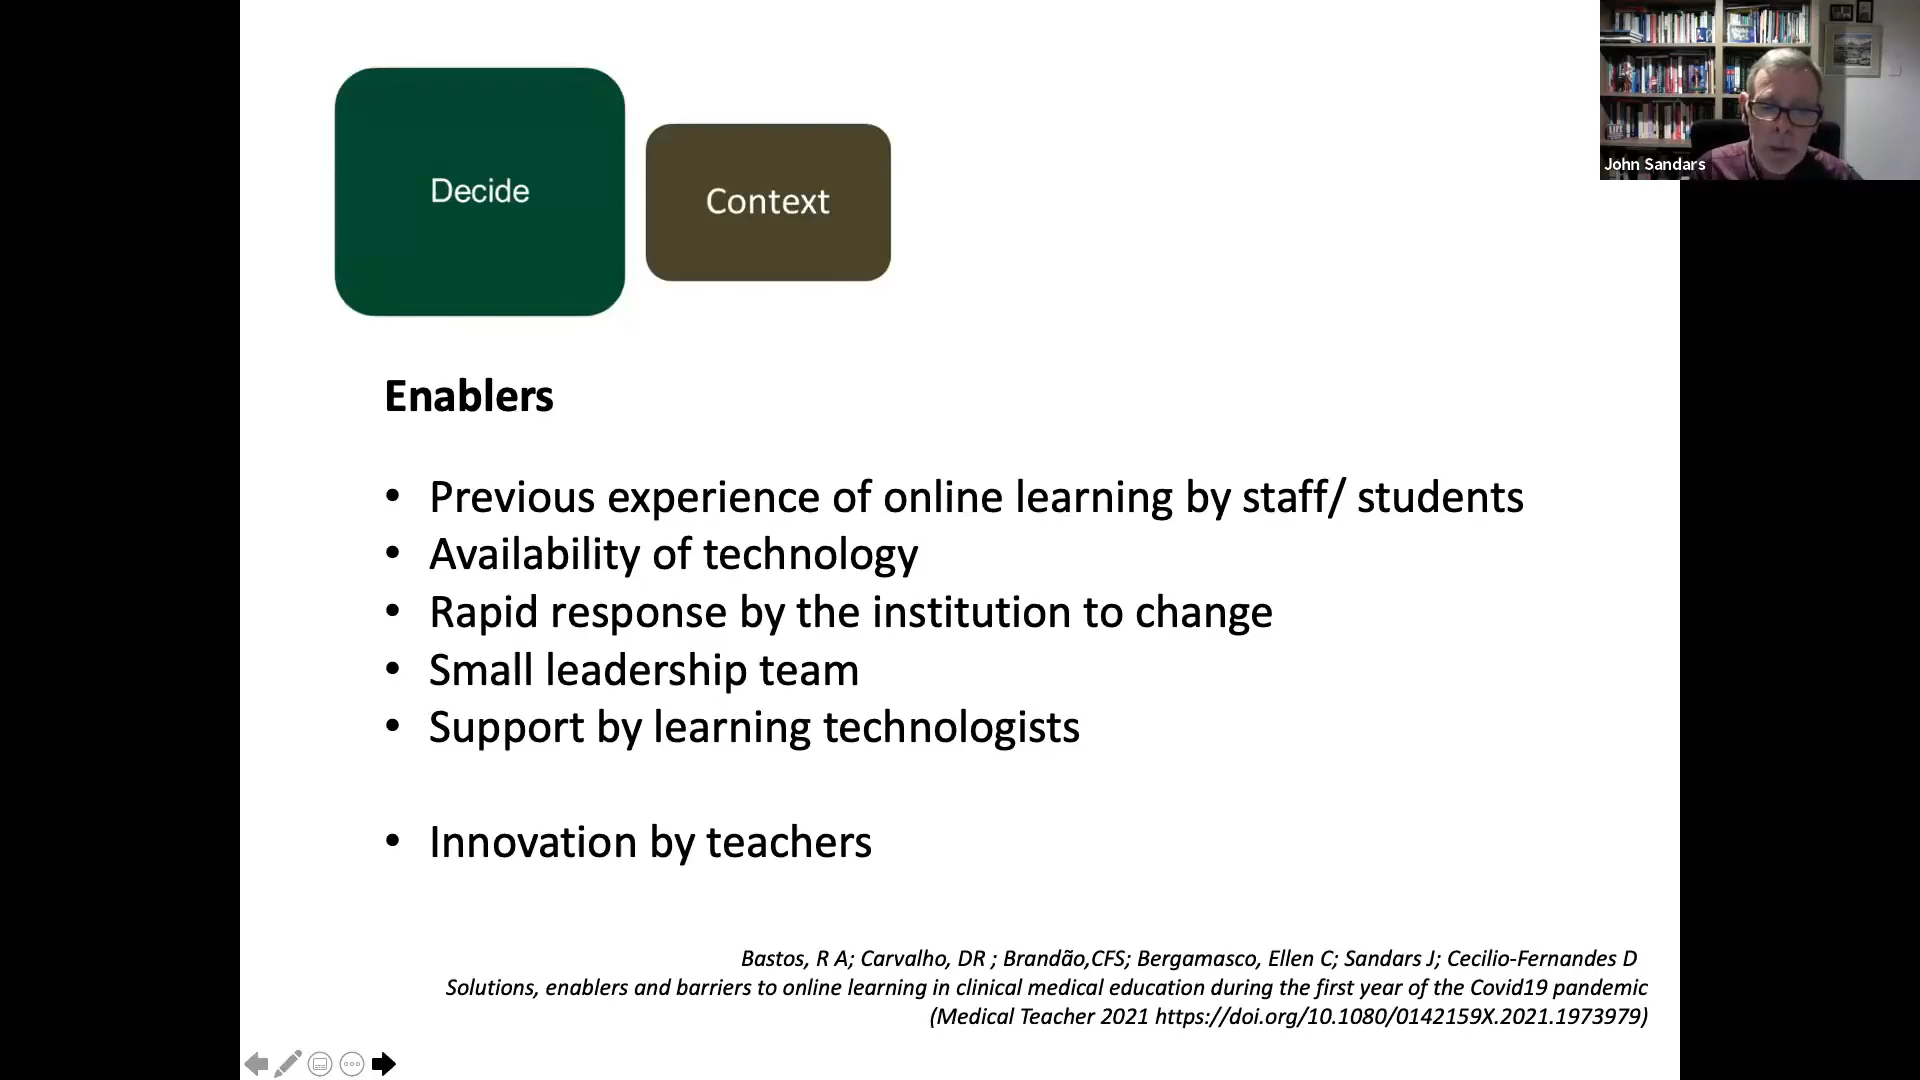 John Sandars
Decide
Context
Enablers
• Previous experience of online learning by staff/ students
• Availability of technology
• Rapid response by the institution to change
• Small leadership team
• Support by learning technologists
• Innovation by teachers
Bastos, R A; Carvalho, DR ; Brandão,CFS; Bergamasco, Ellen C; Sandars J; Cecilio-Fernandes D
Solutions, enablers and barriers to online learning in clinical medical education during the first year of the Covid19 pandemic
(Medical Teacher 2021 https://doi.org/10.1080/0142159X.2021.1973979)